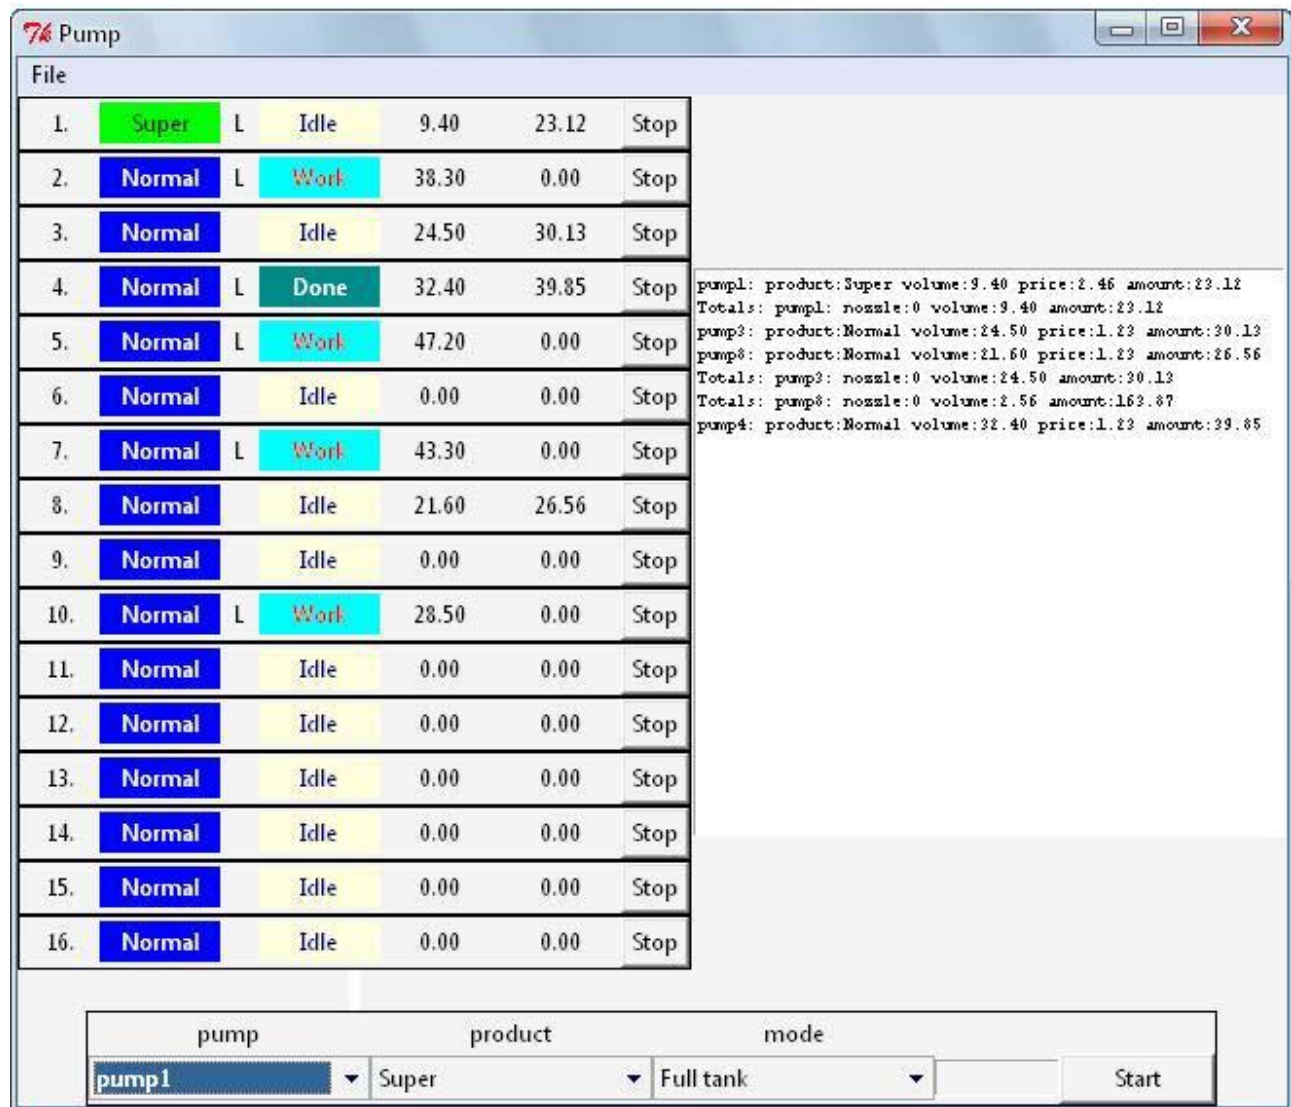 7% Pump
File
1. Super L Idle 9.40 23.12 Stop
2. Normal L Work 38.30 0.00 Stop
3. Normal Idle 24.50 30.13 Stop
4. Normal L Done 32.40 39.85 Stop
5. Normal L Work 47.20 0.00 Stop
6. Normal Idle 0.00 0.00 Stop
7. Normal L Work 43.30 0.00 Stop
8. Normal Idle 21.60 26.56 Stop
9. Normal Idle 0.00 0.00 Stop
10. Normal L Work 28.50 0.00 Stop
11. Normal Idle 0.00 0.00 Stop
12. Normal Idle 0.00 0.00 Stop
13. Normal Idle 0.00 0.00 Stop
14. Normal Idle 0.00 0.00 Stop
15. Normal Idle 0.00 0.00 Stop
16. Normal Idle 0.00 0.00 Stop
pump1: product:Super volume:9.40 price:2.46 amount:23.12
Totals: pump1: nozzle:0 volume:9.40 amount:23.12
pump3: product:Normal volume:24.50 price:1.23 amount:30.13
pump8: product:Normal volume:21.60 price:1.23 amount:26.56
Totals: pump3: nozzle:0 volume:24.50 amount:30.13
Totals: pump8: nozzle:0 volume:2.56 amount:163.87
pump4: product:Normal volume:32.40 price:1.23 amount:39.85
pump product mode
pump1 Super Full tank Start